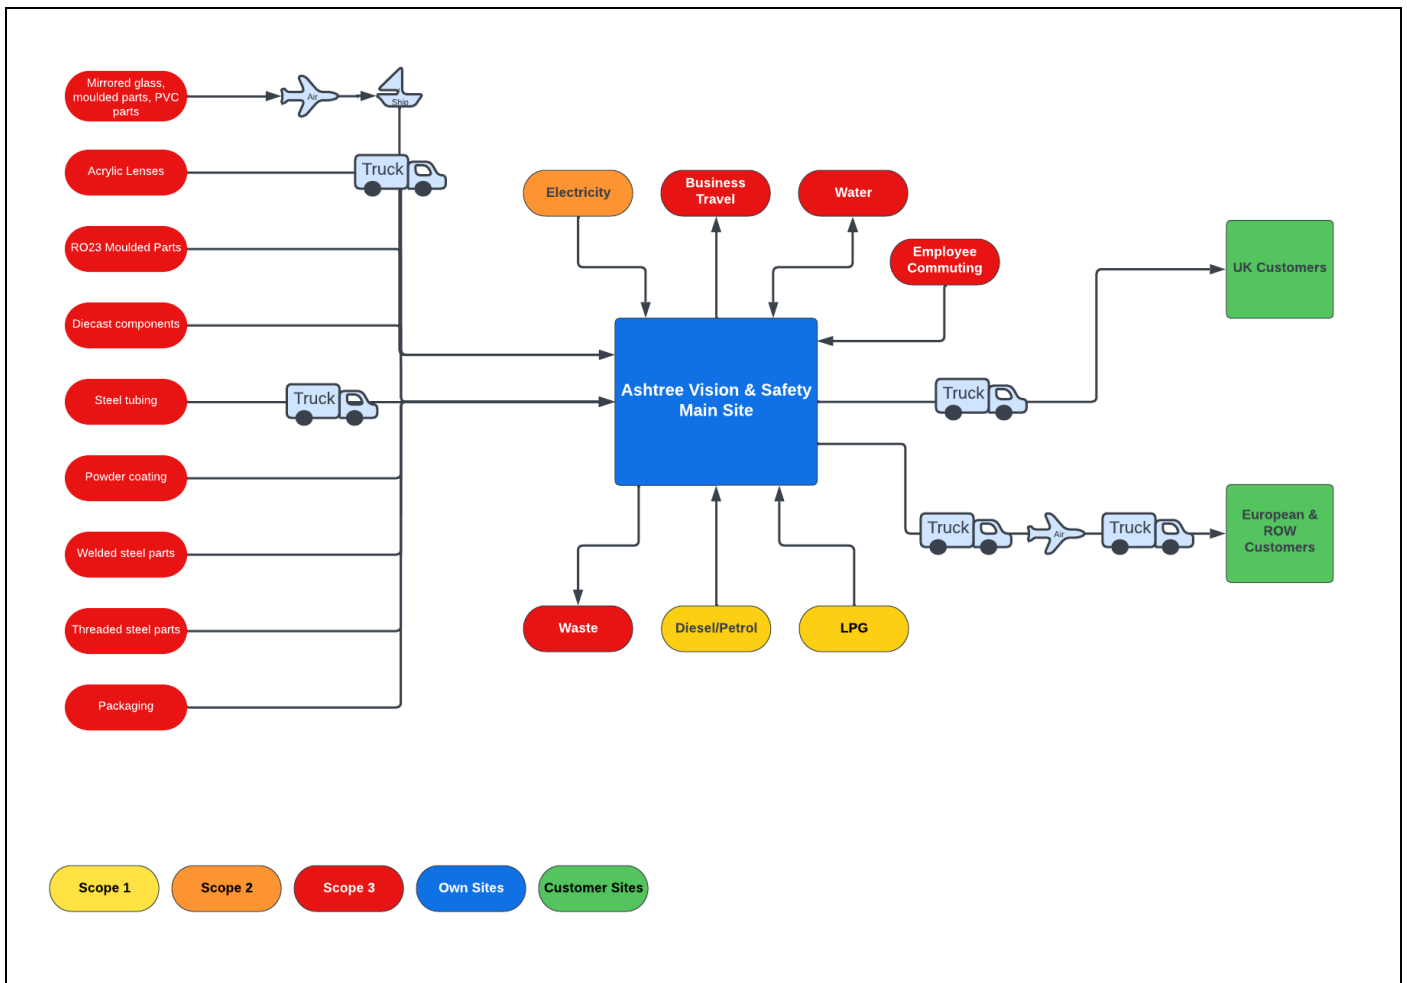 Mirrored glass,
moulded parts, PVC
parts
Air
Ship
Acrylic Lenses
Truck
RO23 Moulded Parts
Diecast components
Steel tubing
Truck
Powder coating
Welded steel parts
Threaded steel parts
Packaging
Electricity
Business
Travel
Water
Employee
Commuting
Ashtree Vision & Safety
Main Site
Waste
Diesel/Petrol
LPG
Truck
UK Customers
Truck
Air
Truck
European &
ROW
Customers
Scope 1
Scope 2
Scope 3
Own Sites
Customer Sites